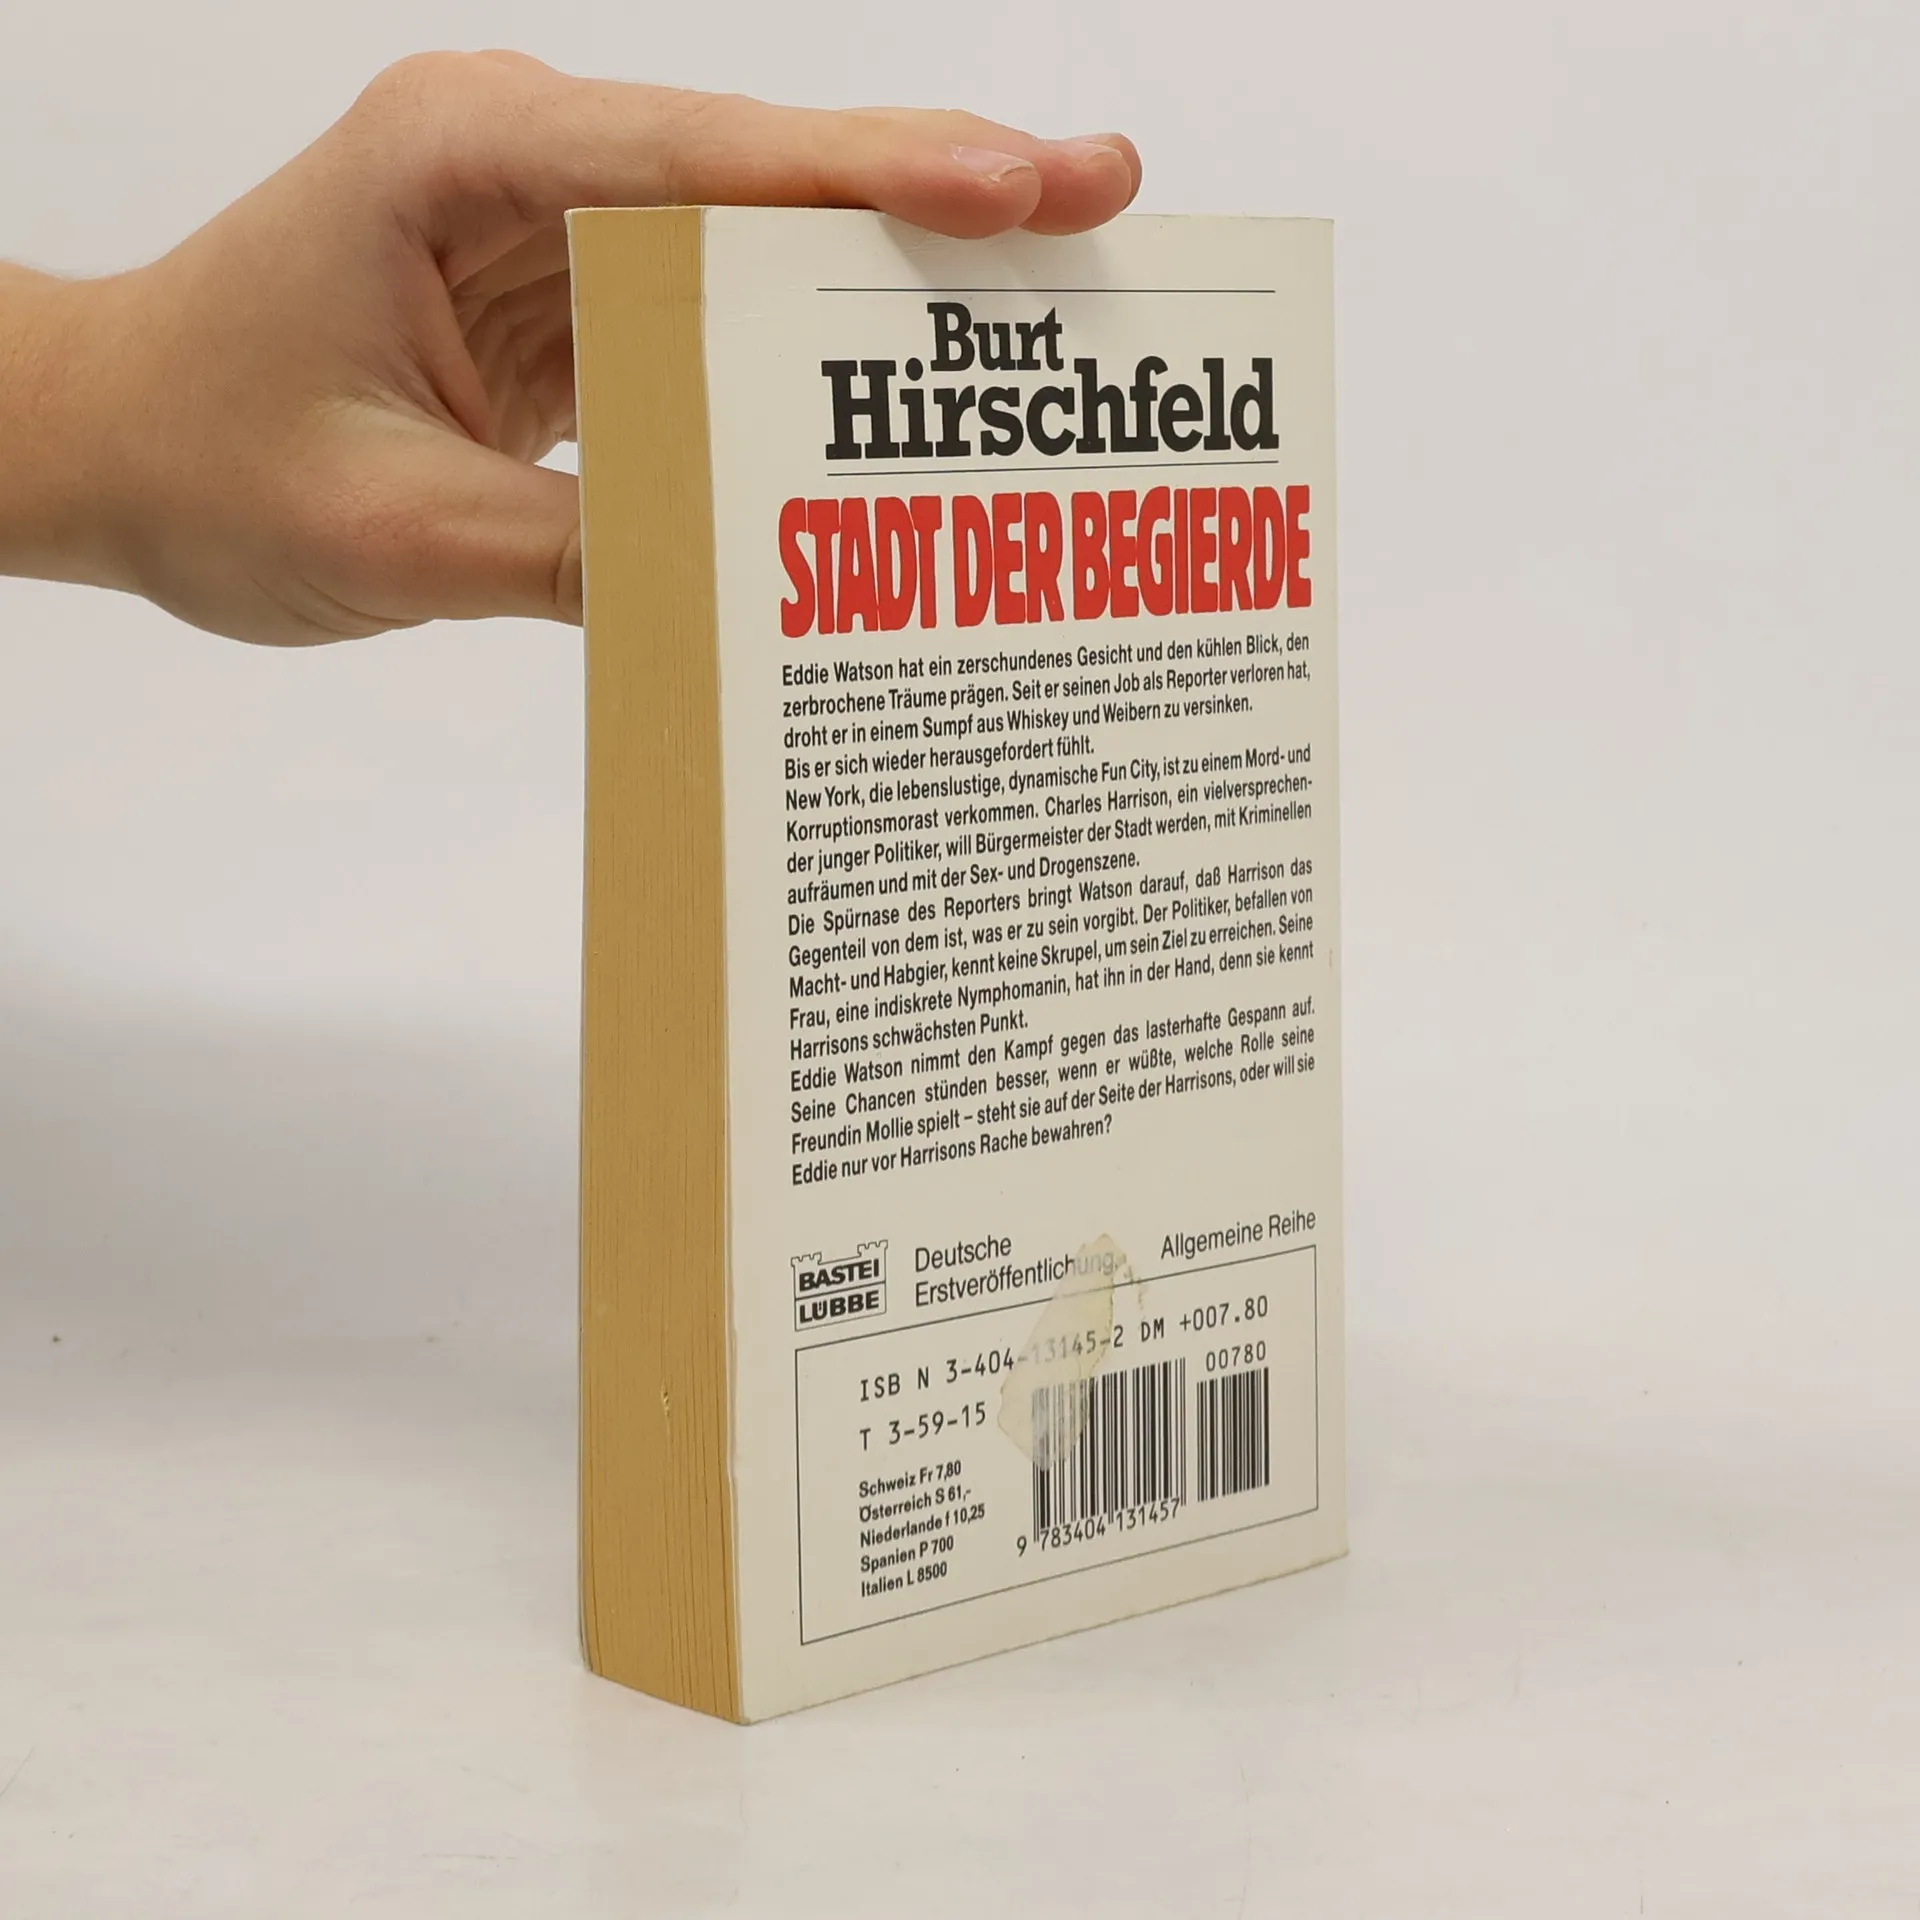 Burt
Hirschfeld
STADT DER BEGIERDE
Eddie Watson hat ein zerschundenes Gesicht und den kühlen Blick, den
zerbrochene Träume prägen. Seit er seinen Job als Reporter verloren hat,
droht er in einem Sumpf aus Whiskey und Weibern zu versinken.
Bis er sich wieder herausgefordert fühlt.
New York, die lebenslustige, dynamische Fun City, ist zu einem Mord- und
Korruptionsmorast verkommen. Charles Harrison, ein vielversprechen-
der junger Politiker, will Bürgermeister der Stadt werden, mit Kriminellen
aufräumen und mit der Sex- und Drogenszene.
Die Spürnase des Reporters bringt Watson darauf, daß Harrison das
Gegenteil von dem ist, was er zu sein vorgibt. Der Politiker, befallen von
Macht- und Habgier, kennt keine Skrupel, um sein Ziel zu erreichen. Seine
Frau, eine indiskrete Nymphomanin, hat ihn in der Hand, denn sie kennt
Harrisons schwächsten Punkt.
Eddie Watson nimmt den Kampf gegen das lasterhafte Gespann auf.
Seine Chancen stünden besser, wenn er wüßte, welche Rolle seine
Freundin Mollie spielt – steht sie auf der Seite der Harrisons, oder will sie
Eddie nur vor Harrisons Rache bewahren?
BASTEI
LÜBBE
Deutsche
Erstveröffentlichung
Allgemeine Reihe
ISB N 3-404-13145-2 DM +007.80
00780
T 3-59-15
Schweiz Fr 7,80
Österreich S 61,-
Niederlande f 10,25
Spanien P 700
Italien L 8500
9 783404 131457